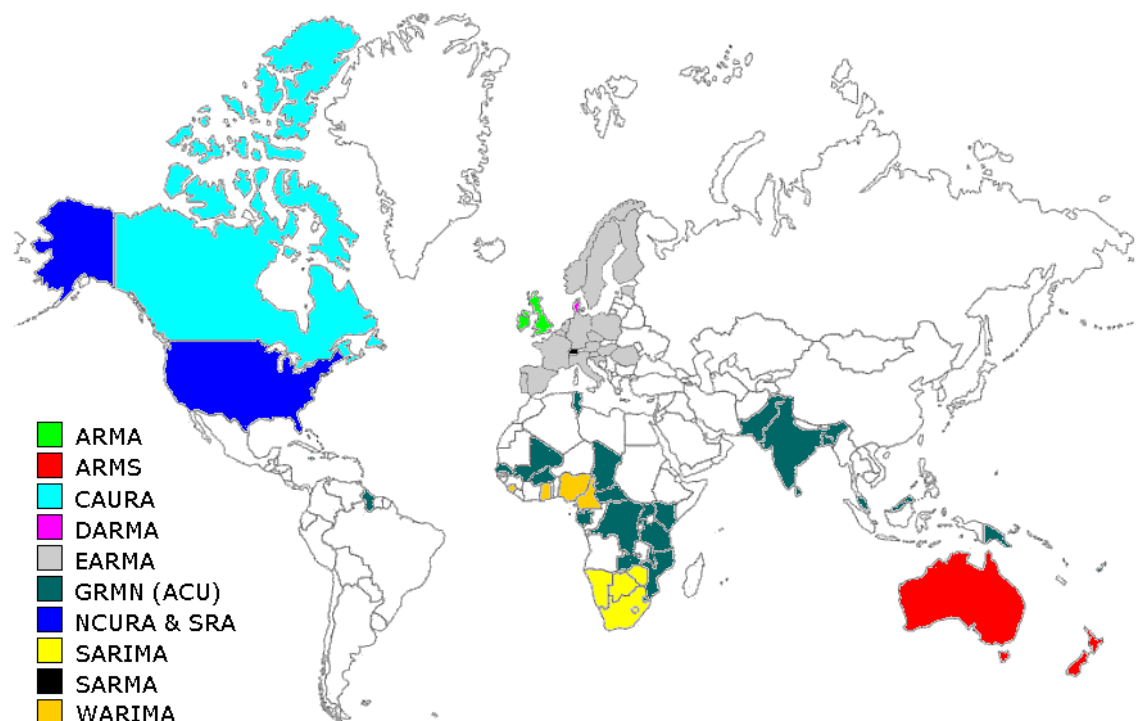 ARMA
ARMS
CAURA
DARMA
EARMA
GRMN (ACU)
NCURA & SRA
SARIMA
SARMA
WARIMA